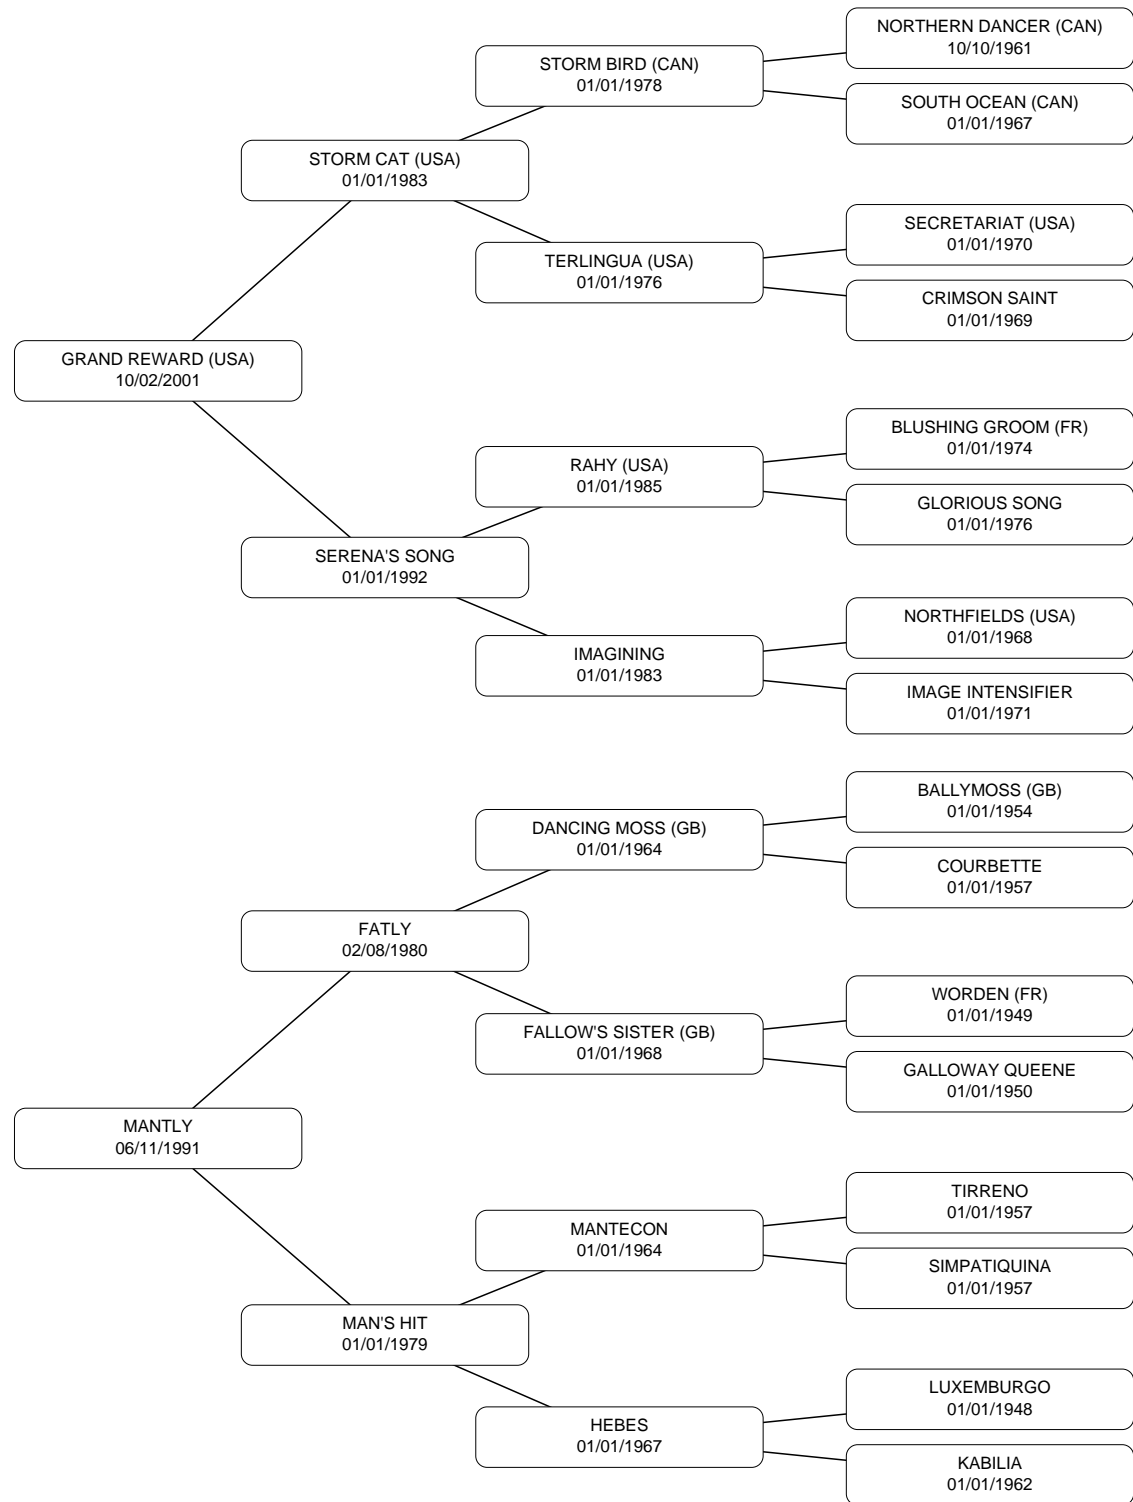 NORTHERN DANCER (CAN)
10/10/1961
STORM BIRD (CAN)
01/01/1978
SOUTH OCEAN (CAN)
01/01/1967
STORM CAT (USA)
01/01/1983
SECRETARIAT (USA)
01/01/1970
TERLINGUA (USA)
01/01/1976
CRIMSON SAINT
01/01/1969
GRAND REWARD (USA)
10/02/2001
BLUSHING GROOM (FR)
01/01/1974
RAHY (USA)
01/01/1985
GLORIOUS SONG
01/01/1976
SERENA'S SONG
01/01/1992
NORTHFIELDS (USA)
01/01/1968
IMAGINING
01/01/1983
IMAGE INTENSIFIER
01/01/1971
BALLYMOSS (GB)
01/01/1954
DANCING MOSS (GB)
01/01/1964
COURBETTE
01/01/1957
FATLY
02/08/1980
WORDEN (FR)
01/01/1949
FALLOW'S SISTER (GB)
01/01/1968
GALLOWAY QUEENE
01/01/1950
MANTLY
06/11/1991
TIRRENO
01/01/1957
MANTECON
01/01/1964
SIMPATIQUINA
01/01/1957
MAN'S HIT
01/01/1979
LUXEMBURGO
01/01/1948
HEBES
01/01/1967
KABILIA
01/01/1962